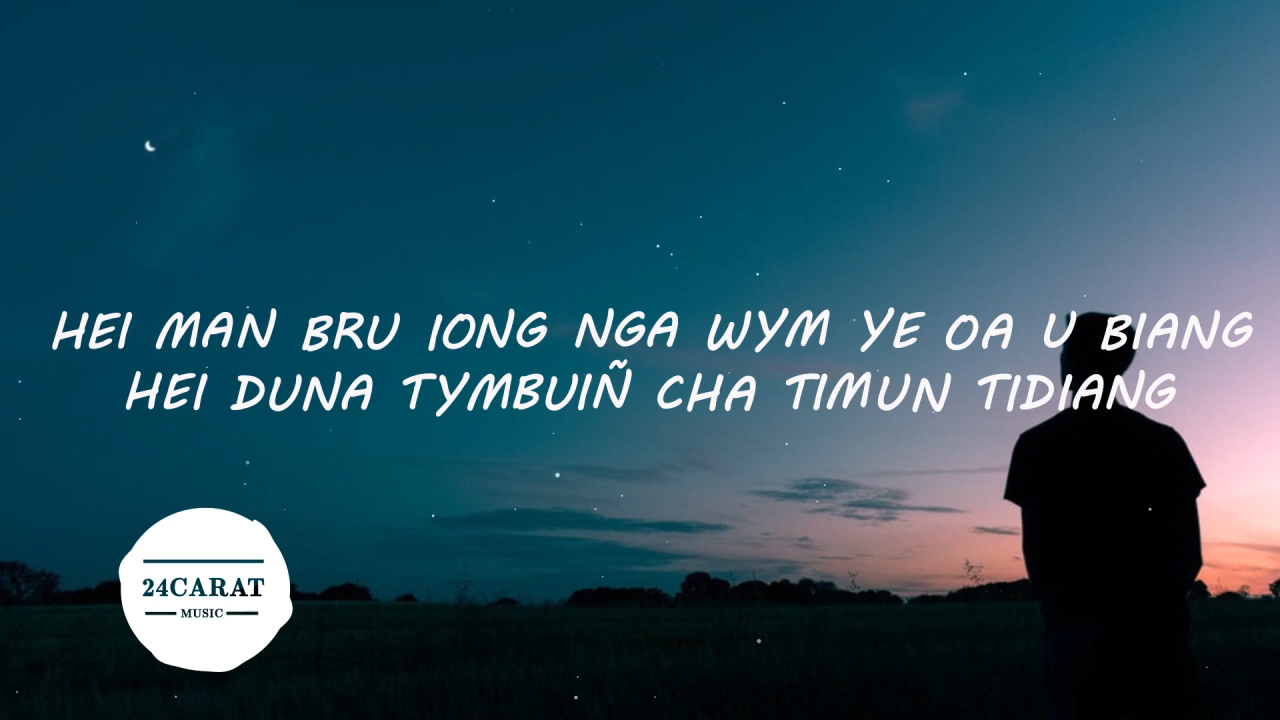 HEI MAN BRU IONG NGA WYM YE OA U BIANG
HEI DUNA TYMBUIÑ CHA TIMUN TIDIANG
24CARAT
MUSIC